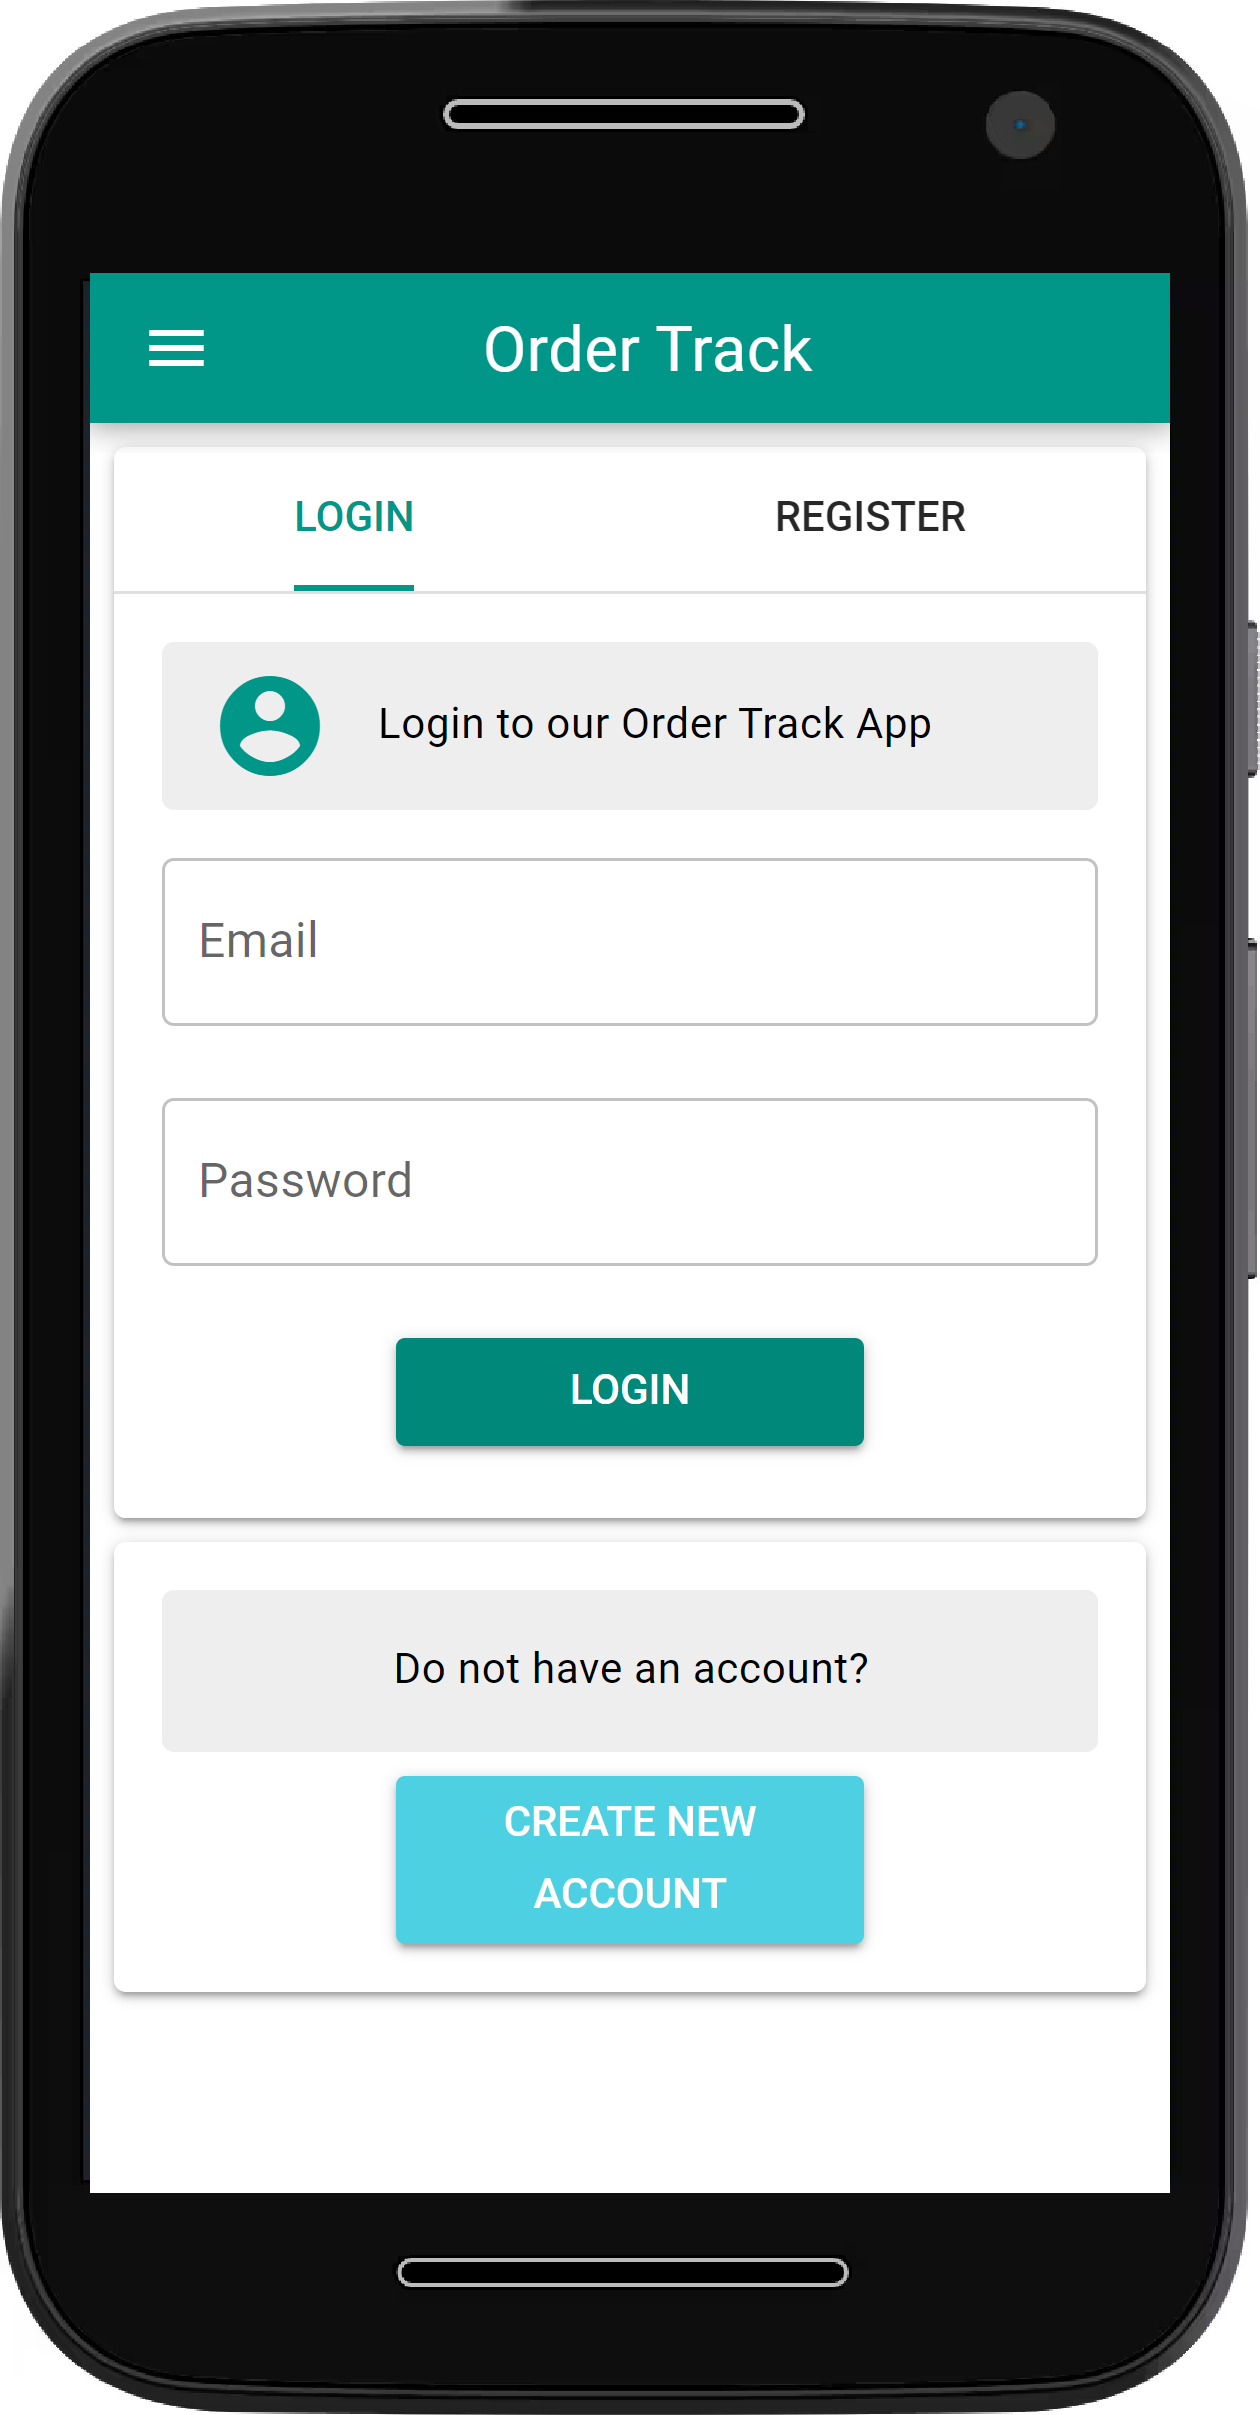 Order Track
LOGIN
REGISTER
Login to our Order Track App
Email
Password
LOGIN
Do not have an account?
CREATE NEW
ACCOUNT